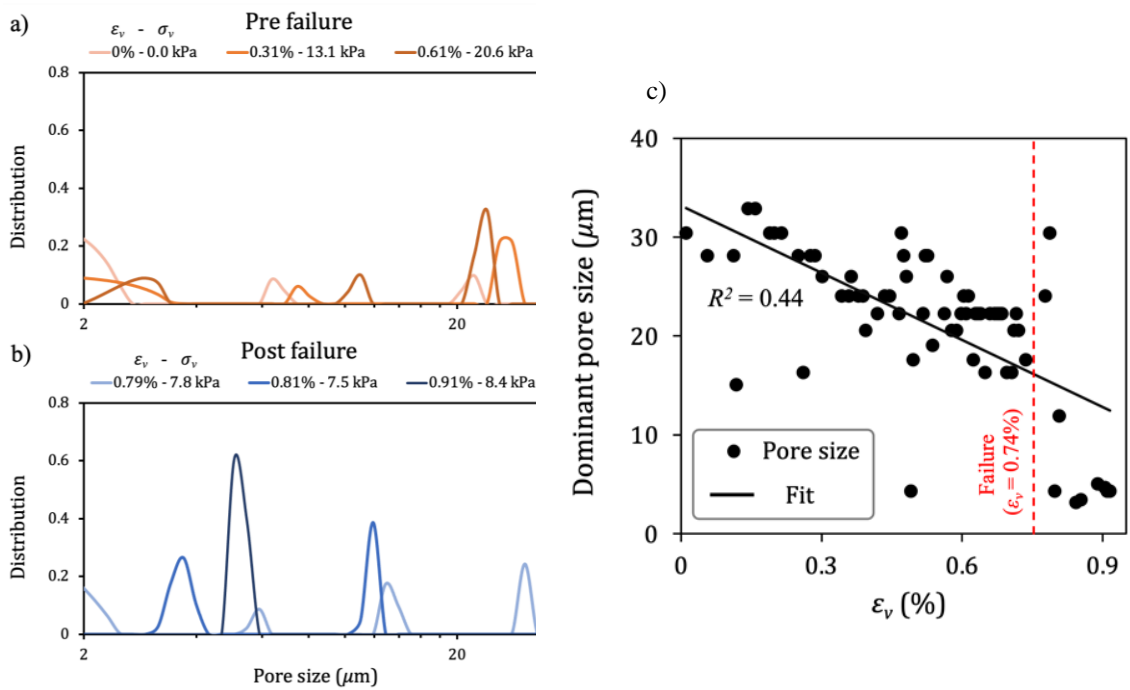 a)
εᵥ - σᵥ
Pre failure
0% - 0.0 kPa
0.31% - 13.1 kPa
0.61% - 20.6 kPa
0.8
0.6
0.4
0.2
0
2
20
Distribution
b)
εᵥ - σᵥ
Post failure
0.79% - 7.8 kPa
0.81% - 7.5 kPa
0.91% - 8.4 kPa
0.8
0.6
0.4
0.2
0
2
20
Distribution
Pore size (μm)
c)
40
30
20
10
0
Dominant pore size (μm)
R² = 0.44
Pore size
Fit
Failure
(εᵥ = 0.74%)
0
0.3
0.6
0.9
εᵥ (%)